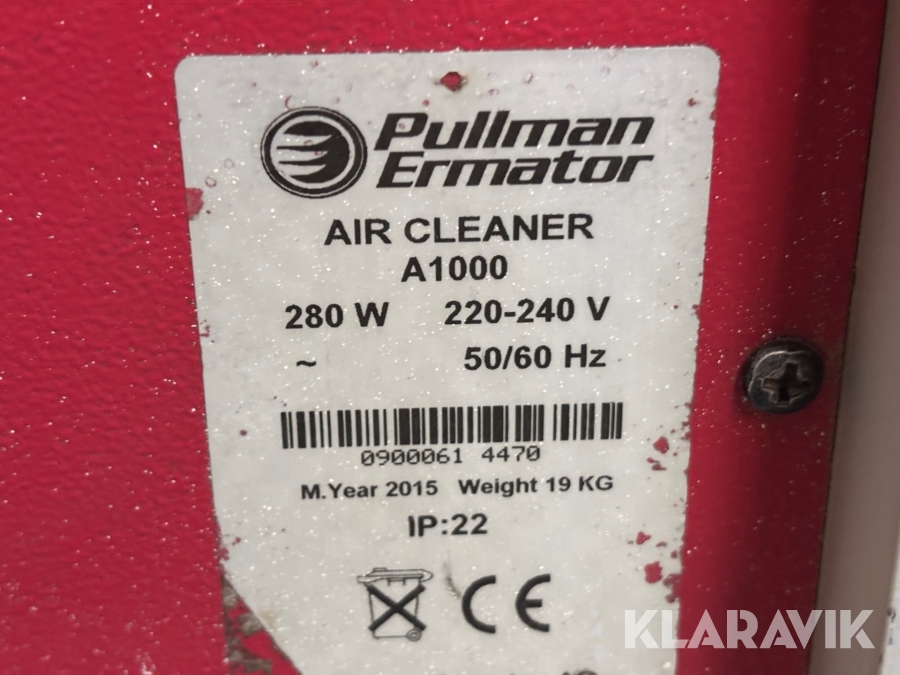 Pullman
Ermator
AIR CLEANER
A1000
280 W 220-240 V
~ 50/60 Hz
0900061 4470
M.Year 2015 Weight 19 KG
IP:22
CE
KLARAVIK